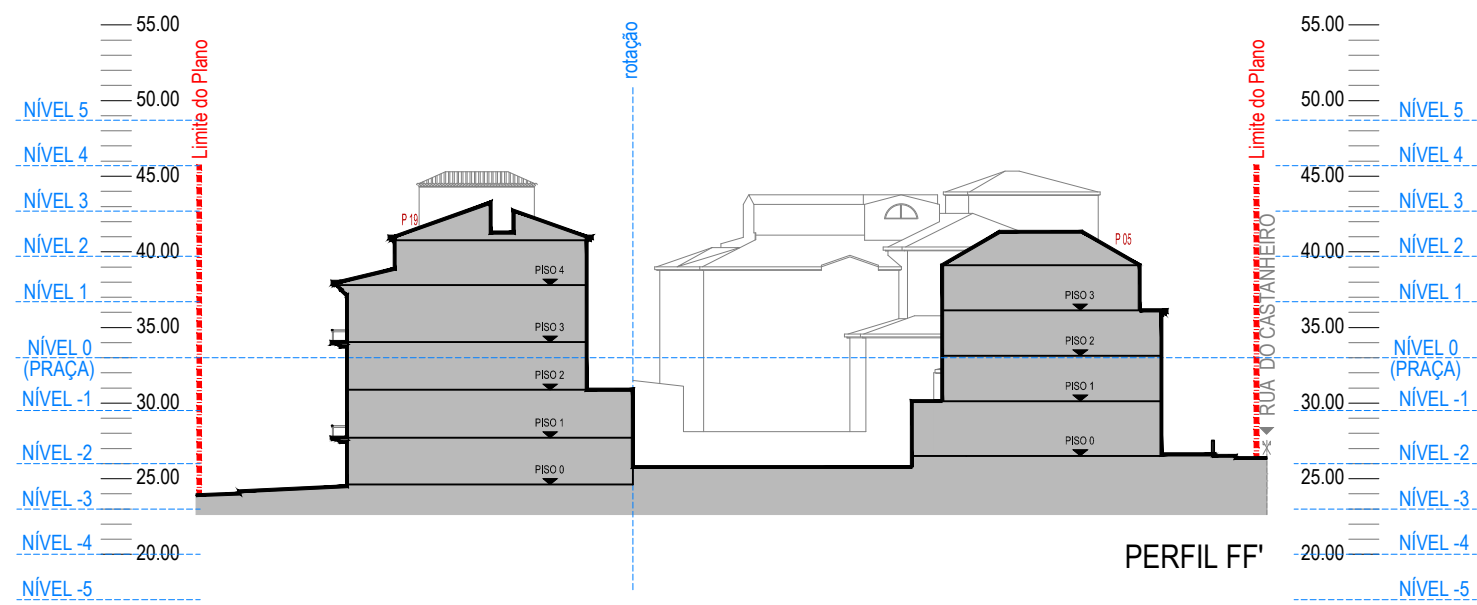 55.00
50.00
45.00
40.00
35.00
30.00
25.00
20.00
NÍVEL 5
NÍVEL 4
NÍVEL 3
NÍVEL 2
NÍVEL 1
NÍVEL 0
(PRAÇA)
NÍVEL -1
NÍVEL -2
NÍVEL -3
NÍVEL -4
NÍVEL -5
Limite do Plano
P 19
PISO 4
PISO 3
PISO 2
PISO 1
PISO 0
rotação
P 05
PISO 3
PISO 2
PISO 1
PISO 0
Limite do Plano
RUA DO CASTANHEIRO
55.00
50.00
45.00
40.00
35.00
30.00
25.00
20.00
NÍVEL 5
NÍVEL 4
NÍVEL 3
NÍVEL 2
NÍVEL 1
NÍVEL 0
(PRAÇA)
NÍVEL -1
NÍVEL -2
NÍVEL -3
NÍVEL -4
NÍVEL -5
PERFIL FF'